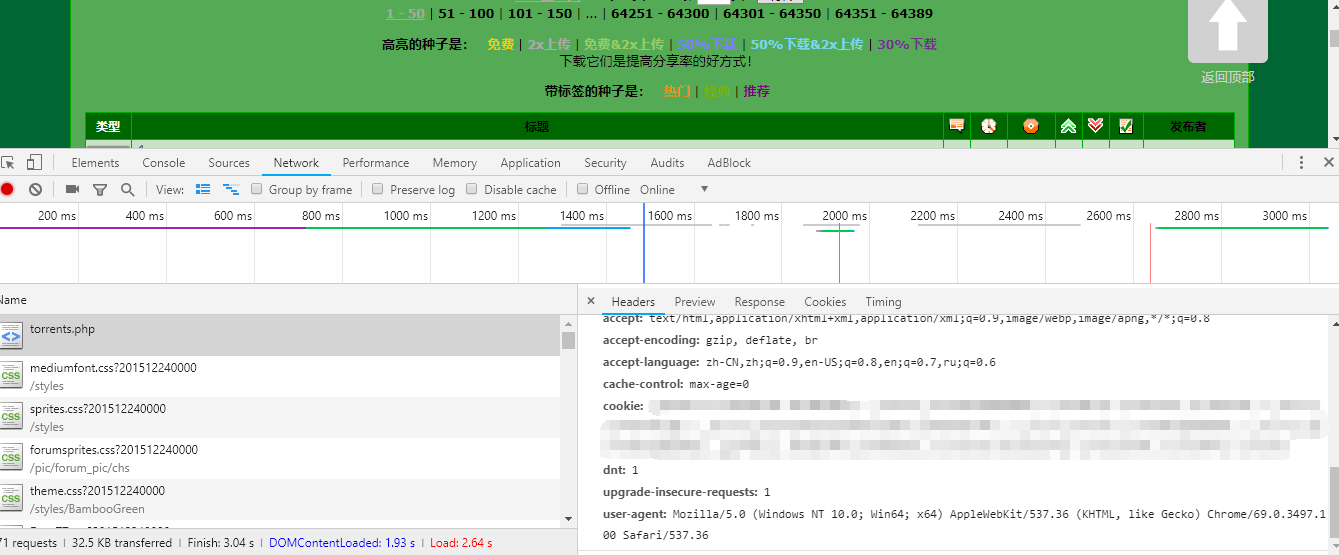 1 - 50 | 51 - 100 | 101 - 150 | ... | 64251 - 64300 | 64301 - 64350 | 64351 - 64389
高亮的种子是： 免费 | 2x上传 | 免费&2x上传 | 50%下载 | 50%下载&2x上传 | 30%下载
下载它们是提高分享率的好方式！
返回顶部
带标签的种子是： 热门 | 经典 | 推荐
类型 标题 发布者
Elements Console Sources Network Performance Memory Application Security Audits AdBlock
View: Group by frame Preserve log Disable cache Offline Online
200 ms 400 ms 600 ms 800 ms 1000 ms 1200 ms 1400 ms 1600 ms 1800 ms 2000 ms 2200 ms 2400 ms 2600 ms 2800 ms 3000 ms
Name
torrents.php
mediumfont.css?201512240000
/styles
sprites.css?201512240000
/styles
forumsprites.css?201512240000
/pic/forum_pic/chs
theme.css?201512240000
/styles/BambooGreen
71 requests | 32.5 KB transferred | Finish: 3.04 s | DOMContentLoaded: 1.93 s | Load: 2.64 s
Headers Preview Response Cookies Timing
accept: text/html,application/xhtml+xml,application/xml;q=0.9,image/webp,image/apng,*/*;q=0.8
accept-encoding: gzip, deflate, br
accept-language: zh-CN,zh;q=0.9,en-US;q=0.8,en;q=0.7,ru;q=0.6
cache-control: max-age=0
cookie:
dnt: 1
upgrade-insecure-requests: 1
user-agent: Mozilla/5.0 (Windows NT 10.0; Win64; x64) AppleWebKit/537.36 (KHTML, like Gecko) Chrome/69.0.3497.1
00 Safari/537.36